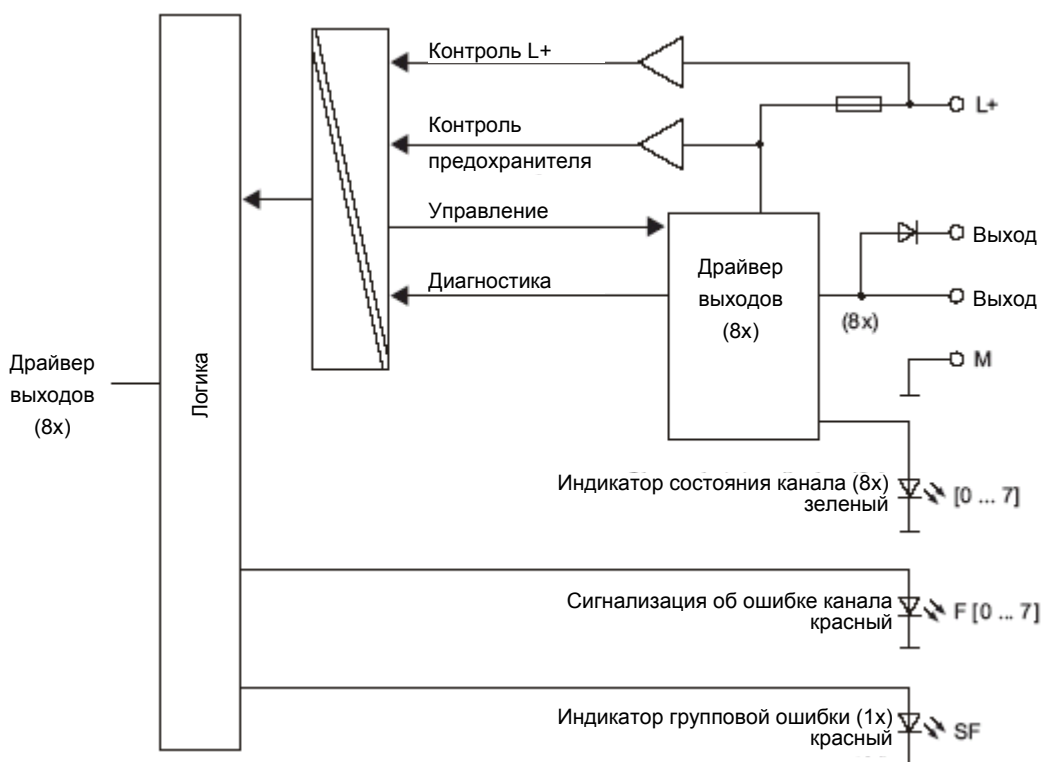 Контроль L+
L+
Контроль
предохранителя
Управление
Выход
Драйвер
выходов
(8x)
Диагностика
Выход
(8x)
M
Драйвер
выходов
(8x)
Логика
Индикатор состояния канала (8x)
зеленый
[0 ... 7]
Сигнализация об ошибке канала
красный
F [0 ... 7]
Индикатор групповой ошибки (1x)
красный
SF